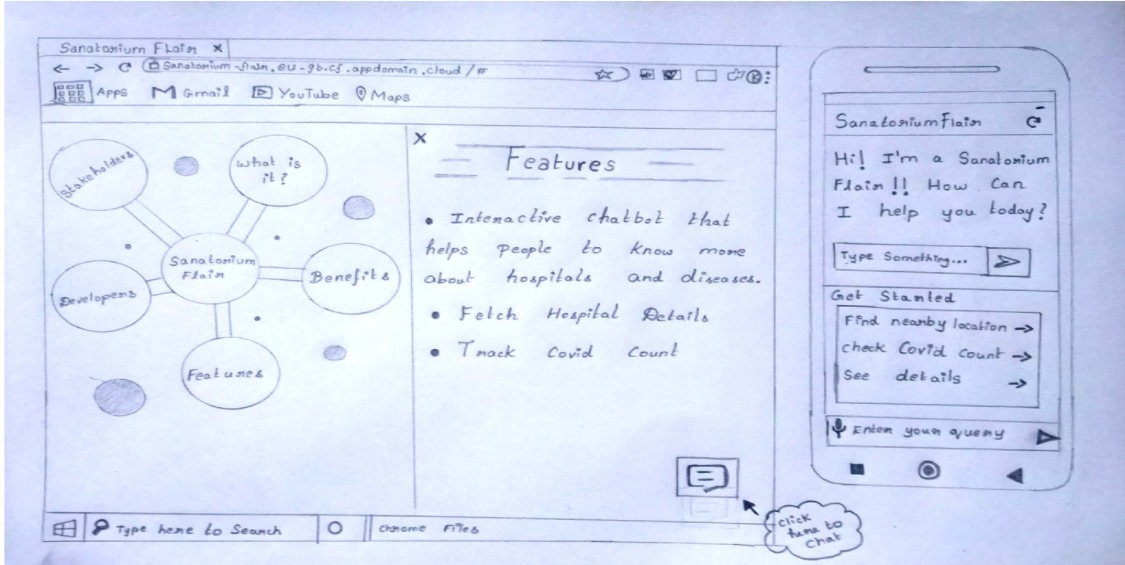 Sanatorium Flair X
Sanatorium-flair.eu-gb.cf.appdomain.cloud/#
Apps M Gmail YouTube Maps
Stakeholders
What is
it?
Sanatorium
Flair
Developers
Benefits
Features
X
Features
• Interactive chatbot that
helps people to know more
about hospitals and diseases.
• Fetch Hospital Details
• Track Covid Count
Click
here to
chat
Type here to Search
chrome Files
Sanatorium Flair
Hi! I'm a Sanatorium
Flair!! How Can
I help you today?
Type Something...
Get Started
Find nearby location →
check Covid count →
See details →
Enter your query